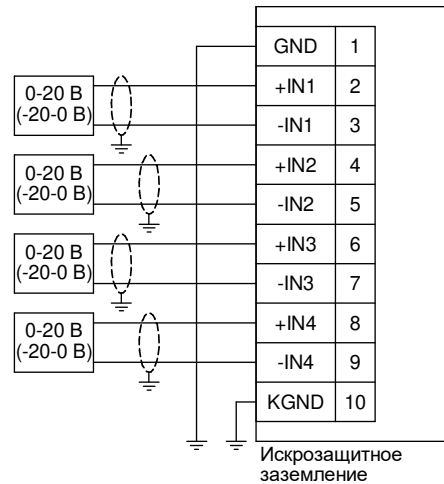 GND 1
+IN1 2
0-20 В
(-20-0 В)
-IN1 3
+IN2 4
0-20 В
(-20-0 В)
-IN2 5
+IN3 6
0-20 В
(-20-0 В)
-IN3 7
+IN4 8
0-20 В
(-20-0 В)
-IN4 9
KGND 10
Искрозащитное
заземление